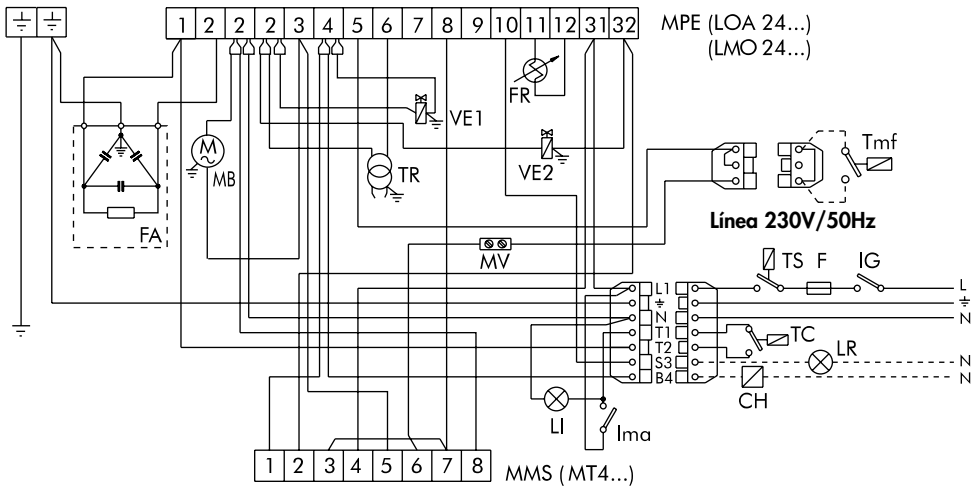 1 2 2 2 3 4 5 6 7 8 9 10 11 12 31 32 MPE (LOA 24...)
(LMO 24...)
FR
VE1
M
MB
TR
VE2
Tmf
Línea 230V/50Hz
FA
MV
TS F IG
L1 L
N N
T1
TC
T2
S3 LR N
B4 N
CH
LI
Ima
1 2 3 4 5 6 7 8 MMS (MT4...)